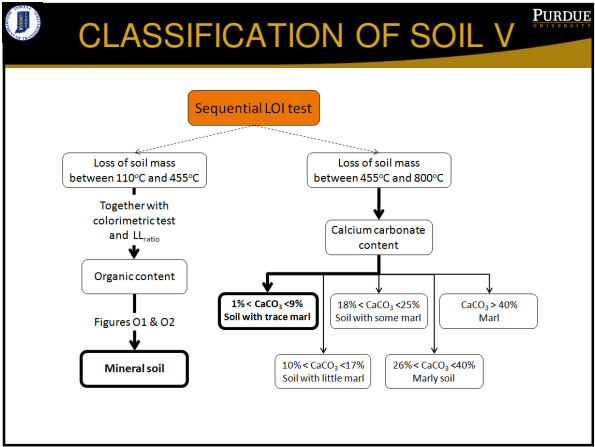 CLASSIFICATION OF SOIL V
PURDUE
UNIVERSITY
Sequential LOI test
Loss of soil mass
between 110°C and 455°C
Loss of soil mass
between 455°C and 800°C
Together with
colorimetric test
and LLratio
Calcium carbonate
content
Organic content
1% < CaCO3 <9%
Soil with trace marl
18% < CaCO3 <25%
Soil with some marl
CaCO3 > 40%
Marl
Figures O1 & O2
Mineral soil
10% < CaCO3 <17%
Soil with little marl
26% < CaCO3 <40%
Marly soil